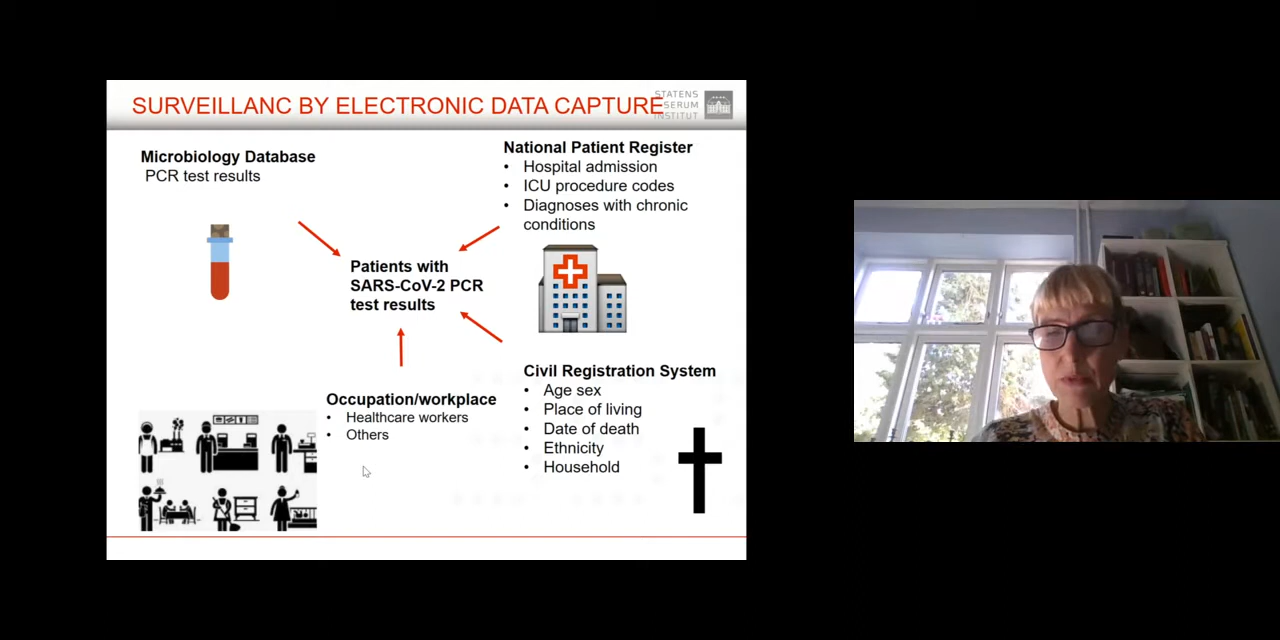 SURVEILLANC BY ELECTRONIC DATA CAPTURE
STATENS
SERUM
INSTITUT
Microbiology Database
PCR test results
National Patient Register
• Hospital admission
• ICU procedure codes
• Diagnoses with chronic
conditions
Patients with
SARS-CoV-2 PCR
test results
Occupation/workplace
• Healthcare workers
• Others
Civil Registration System
• Age sex
• Place of living
• Date of death
• Ethnicity
• Household